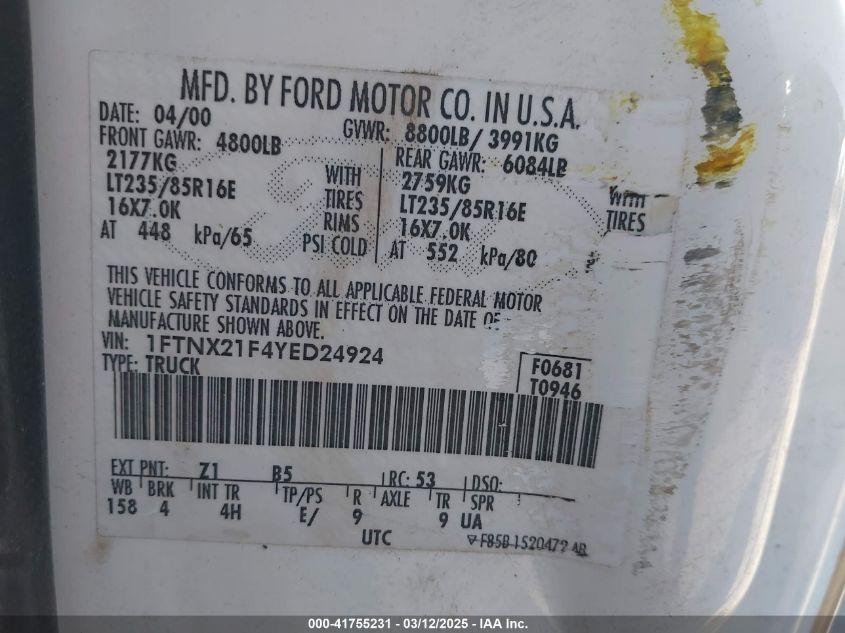 MFD. BY FORD MOTOR CO. IN U.S.A.
DATE: 04/00 GVWR: 8800LB/ 3991KG
FRONT GAWR: 4800LB REAR GAWR: 6084LB
2177KG WITH 2759KG WITH
LT235/85R16E TIRES LT235/85R16E TIRES
16X7.0K RIMS 16X7.0K
AT 448 kPa/65 PSI COLD AT 552 kPa/80
THIS VEHICLE CONFORMS TO ALL APPLICABLE FEDERAL MOTOR
VEHICLE SAFETY STANDARDS IN EFFECT ON THE DATE OF
MANUFACTURE SHOWN ABOVE.
VIN: 1FTNX21F4YED24924
TYPE: TRUCK F0681
T0946
EXT PNT: Z1 B5 RC: 53 DSO:
WB BRK INT TR TP/PS R AXLE TR SPR
158 4 4H E/ 9 9 UA
UTC F85B 1520472 AB
000-41755231 - 03/12/2025 - IAA Inc.